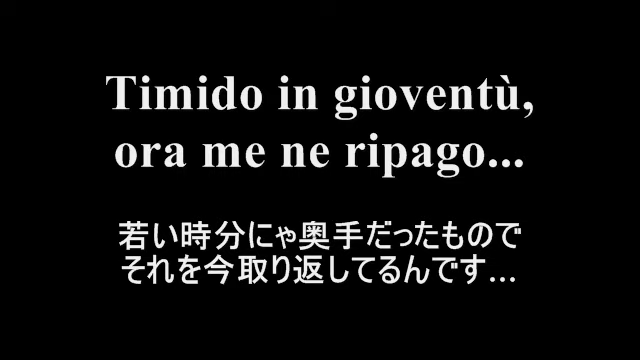 Timido in gioventù,
ora me ne ripago...
若い時分にゃ奥手だったもので
それを今取り返してるんです...